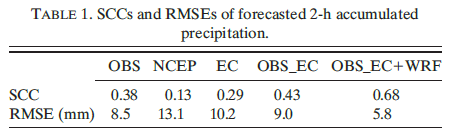 TABLE 1. SCCs and RMSEs of forecasted 2-h accumulated
precipitation.
OBS NCEP EC OBS_EC OBS_EC+WRF
SCC 0.38 0.13 0.29 0.43 0.68
RMSE (mm) 8.5 13.1 10.2 9.0 5.8